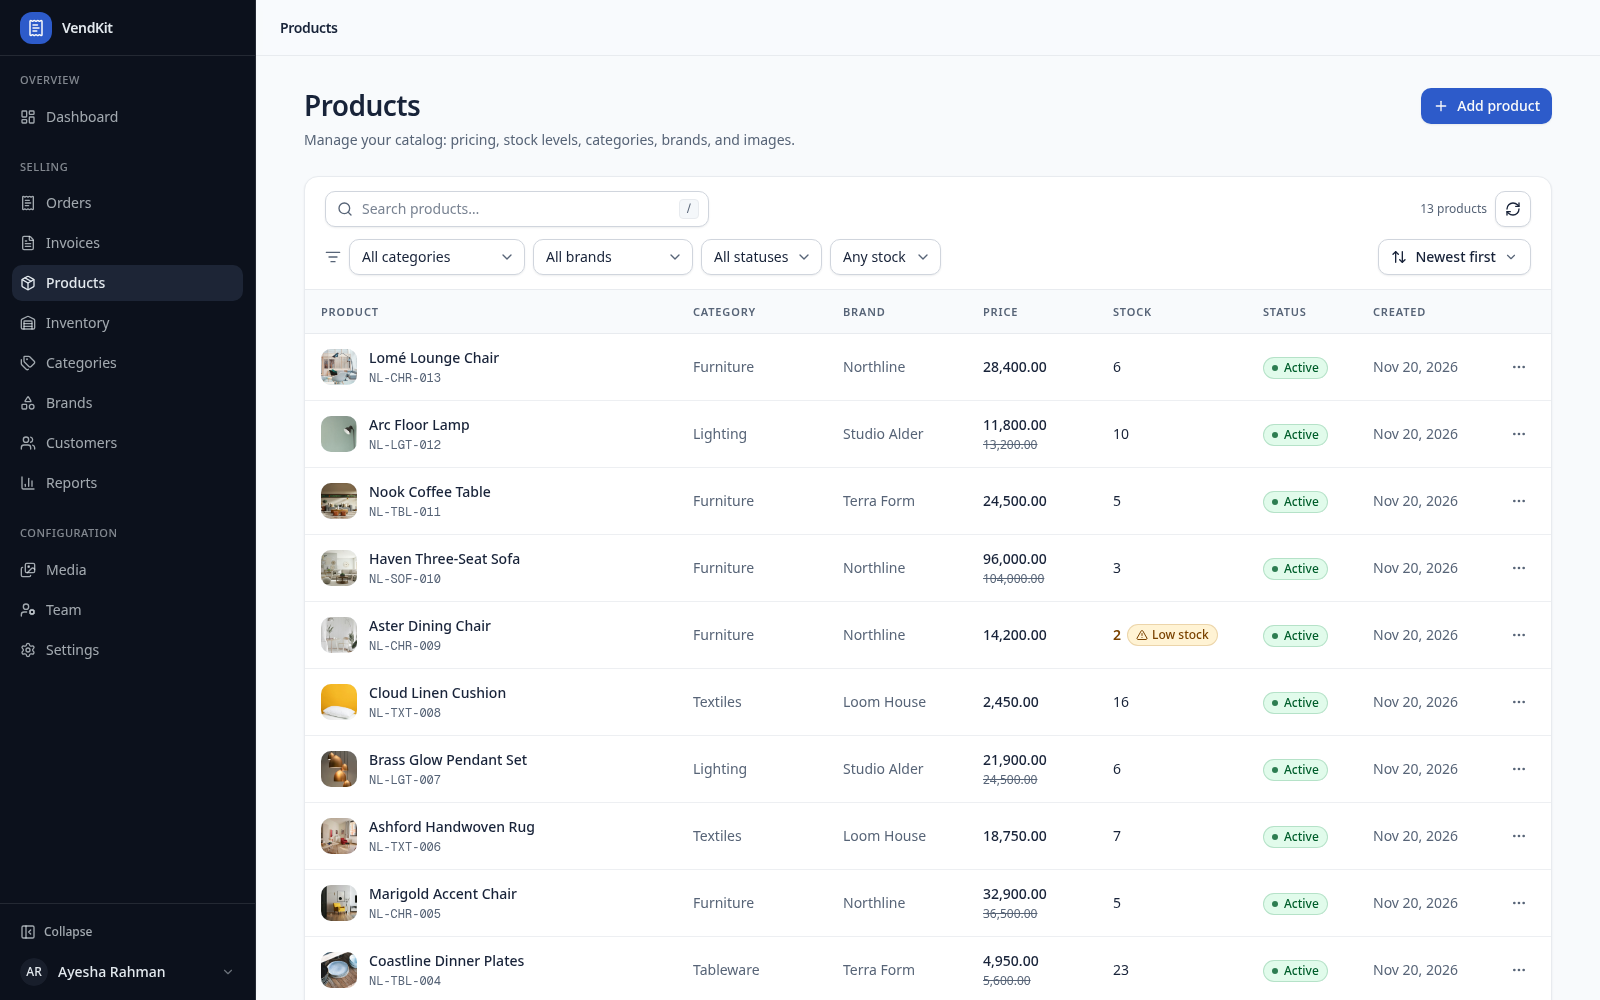 VendKit
OVERVIEW
Dashboard
SELLING
Orders
Invoices
Products
Inventory
Categories
Brands
Customers
Reports
CONFIGURATION
Media
Team
Settings
Collapse
AR Ayesha Rahman
Products
Products
Add product
Manage your catalog: pricing, stock levels, categories, brands, and images.
Search products... /
13 products
All categories All brands All statuses Any stock Newest first
PRODUCT CATEGORY BRAND PRICE STOCK STATUS CREATED
Lomé Lounge Chair
NL-CHR-013
Furniture Northline 28,400.00 6 Active Nov 20, 2026
Arc Floor Lamp
NL-LGT-012
Lighting Studio Alder 11,800.00
13,200.00
10 Active Nov 20, 2026
Nook Coffee Table
NL-TBL-011
Furniture Terra Form 24,500.00 5 Active Nov 20, 2026
Haven Three-Seat Sofa
NL-SOF-010
Furniture Northline 96,000.00
104,000.00
3 Active Nov 20, 2026
Aster Dining Chair
NL-CHR-009
Furniture Northline 14,200.00 2 Low stock Active Nov 20, 2026
Cloud Linen Cushion
NL-TXT-008
Textiles Loom House 2,450.00 16 Active Nov 20, 2026
Brass Glow Pendant Set
NL-LGT-007
Lighting Studio Alder 21,900.00
24,500.00
6 Active Nov 20, 2026
Ashford Handwoven Rug
NL-TXT-006
Textiles Loom House 18,750.00 7 Active Nov 20, 2026
Marigold Accent Chair
NL-CHR-005
Furniture Northline 32,900.00
36,500.00
5 Active Nov 20, 2026
Coastline Dinner Plates
NL-TBL-004
Tableware Terra Form 4,950.00
5,600.00
23 Active Nov 20, 2026